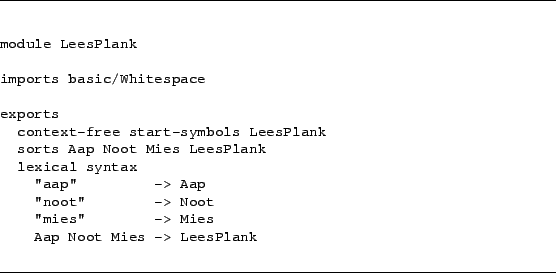 module LeesPlank
imports basic/Whitespace
exports
  context-free start-symbols LeesPlank
  sorts Aap Noot Mies LeesPlank
  lexical syntax
    "aap"         -> Aap
    "noot"        -> Noot
    "mies"        -> Mies
    Aap Noot Mies -> LeesPlank